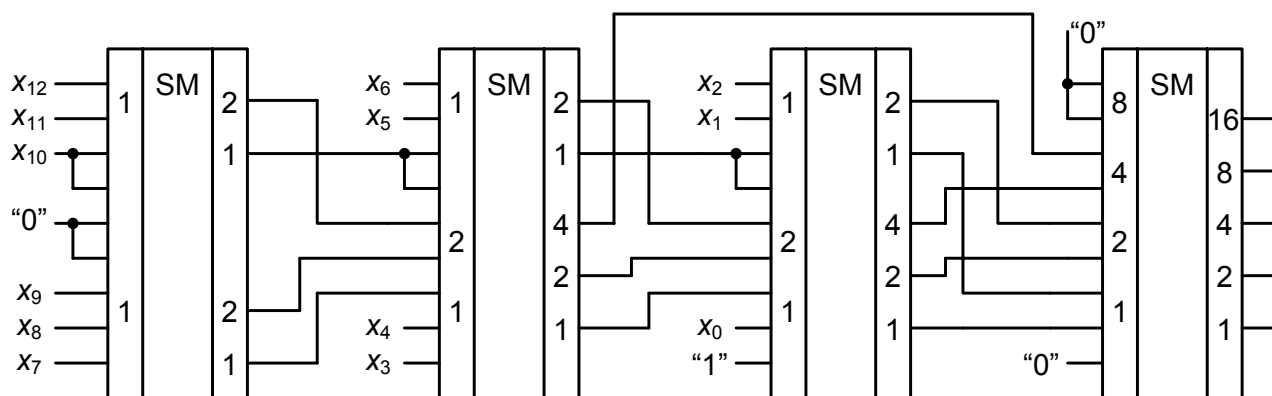 “0”
x12 SM 2 x6 SM 2 x2 SM 2 SM
1 1 1 8
x11 x5 x1 16
x10 1 1 1 4 8
“0” 4 4 4
2 2 2
2 2 2
x9 1 2 1 1 1
x8 x4 1 x0 1 1
x7 1 x3 “1” “0”